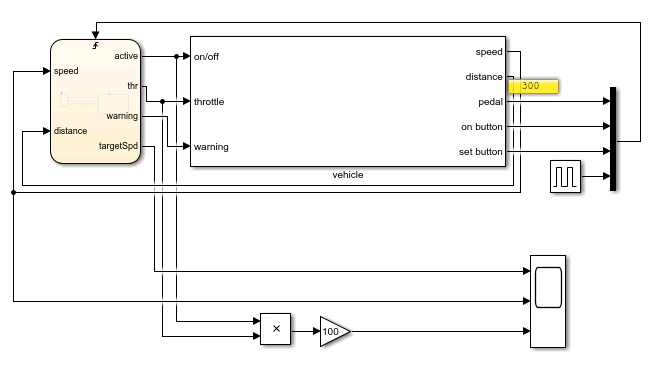 active
on/off
speed
speed
distance
300
thr
throttle
pedal
warning
on button
distance
targetSpd
warning
set button
vehicle
×
100